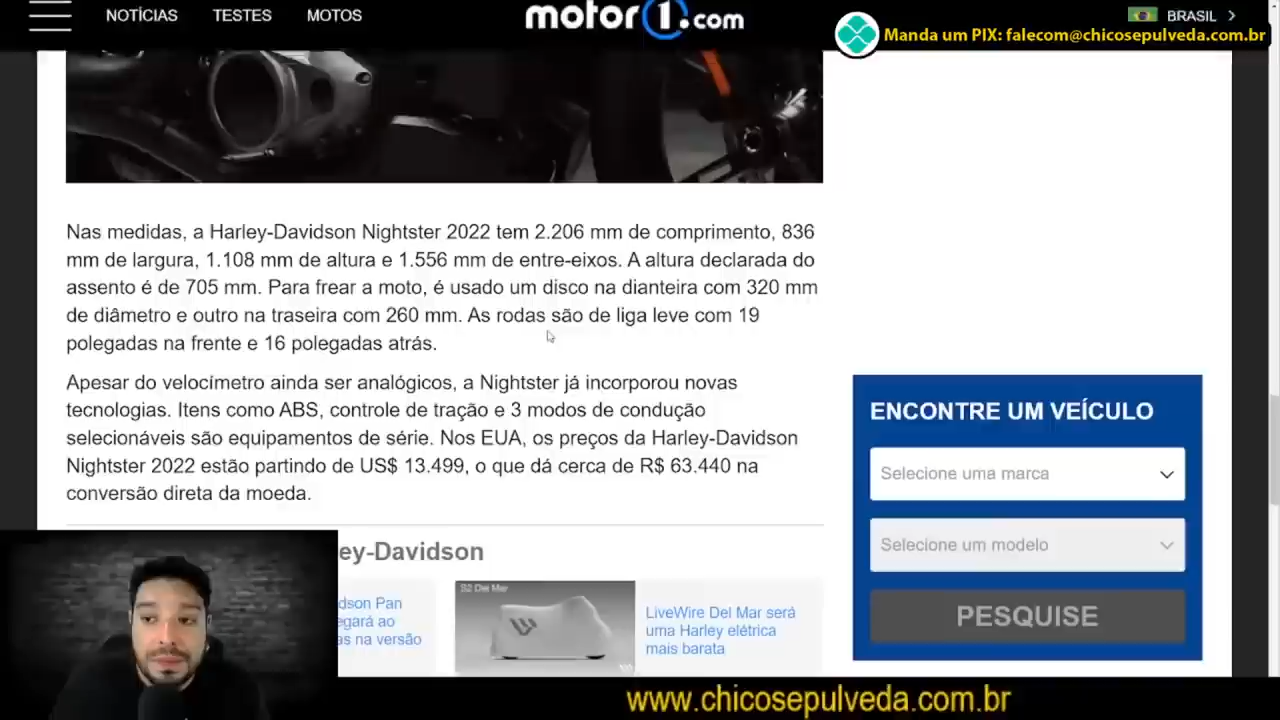 NOTÍCIAS TESTES MOTOS
motor1.com
BRASIL
Manda um PIX: falecom@chicosepulveda.com.br
Nas medidas, a Harley-Davidson Nightster 2022 tem 2.206 mm de comprimento, 836
mm de largura, 1.108 mm de altura e 1.556 mm de entre-eixos. A altura declarada do
assento é de 705 mm. Para frear a moto, é usado um disco na dianteira com 320 mm
de diâmetro e outro na traseira com 260 mm. As rodas são de liga leve com 19
polegadas na frente e 16 polegadas atrás.
Apesar do velocímetro ainda ser analógicos, a Nightster já incorporou novas
tecnologias. Itens como ABS, controle de tração e 3 modos de condução
selecionáveis são equipamentos de série. Nos EUA, os preços da Harley-Davidson
Nightster 2022 estão partindo de US$ 13.499, o que dá cerca de R$ 63.440 na
conversão direta da moeda.
ENCONTRE UM VEÍCULO
Selecione uma marca
Selecione um modelo
PESQUISE
ey-Davidson
dson Pan
egará ao
as na versão
S2 Del Mar
LiveWire Del Mar será
uma Harley elétrica
mais barata
www.chicosepulveda.com.br